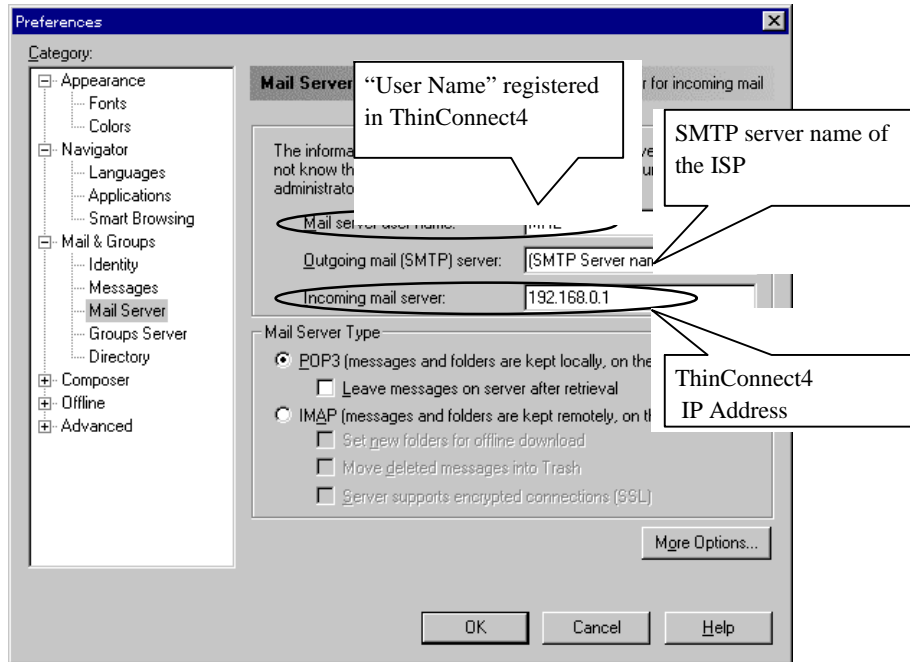 Preferences
Category:
Appearance
Fonts
Colors
Navigator
Languages
Applications
Smart Browsing
Mail & Groups
Identity
Messages
Mail Server
Groups Server
Directory
Composer
Offline
Advanced
Mail Server
for incoming mail
“User Name” registered
in ThinConnect4
SMTP server name of
the ISP
The
not know
Mail server user name:
Outgoing mail (SMTP) server:
(SMTP Server
Incoming mail server:
192.168.0.1
ThinConnect4
IP Address
Mail Server Type
POP3 (messages and folders are kept locally, on the
Leave messages on server after retrieval
IMAP (messages and folders are kept remotely, on
Set new folders for offline download
Move deleted messages into Trash
Server supports encrypted connections (SSL)
More Options...
OK
Cancel
Help